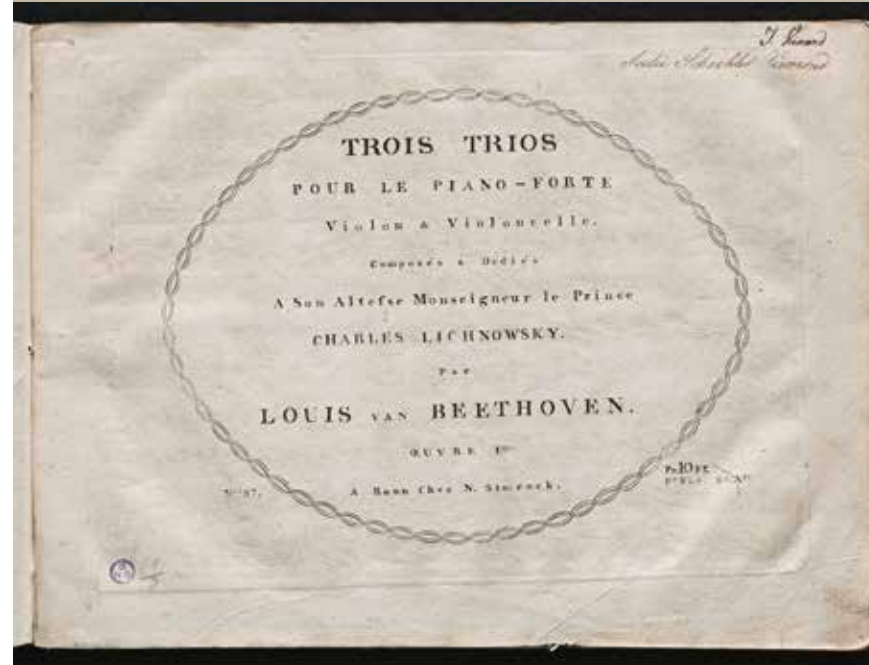 TROIS TRIOS
POUR LE PIANO-FORTE
Violon & Violoncelle.
Composés & Dediés
A Son Altefse Monseigneur le Prince
CHARLES LICHNOWSKY.
PAR
LOUIS VAN BEETHOVEN.
ŒUVRE I
A Bonn Chez N. Simrock.